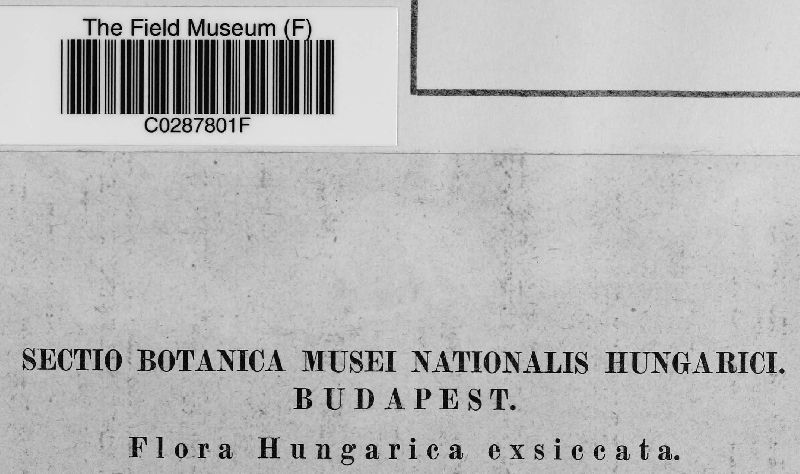 The Field Museum (F)
C0287801F
SECTIO BOTANICA MUSEI NATIONALIS HUNGARICI.
BUDAPEST.
Flora Hungarica exsiccata.